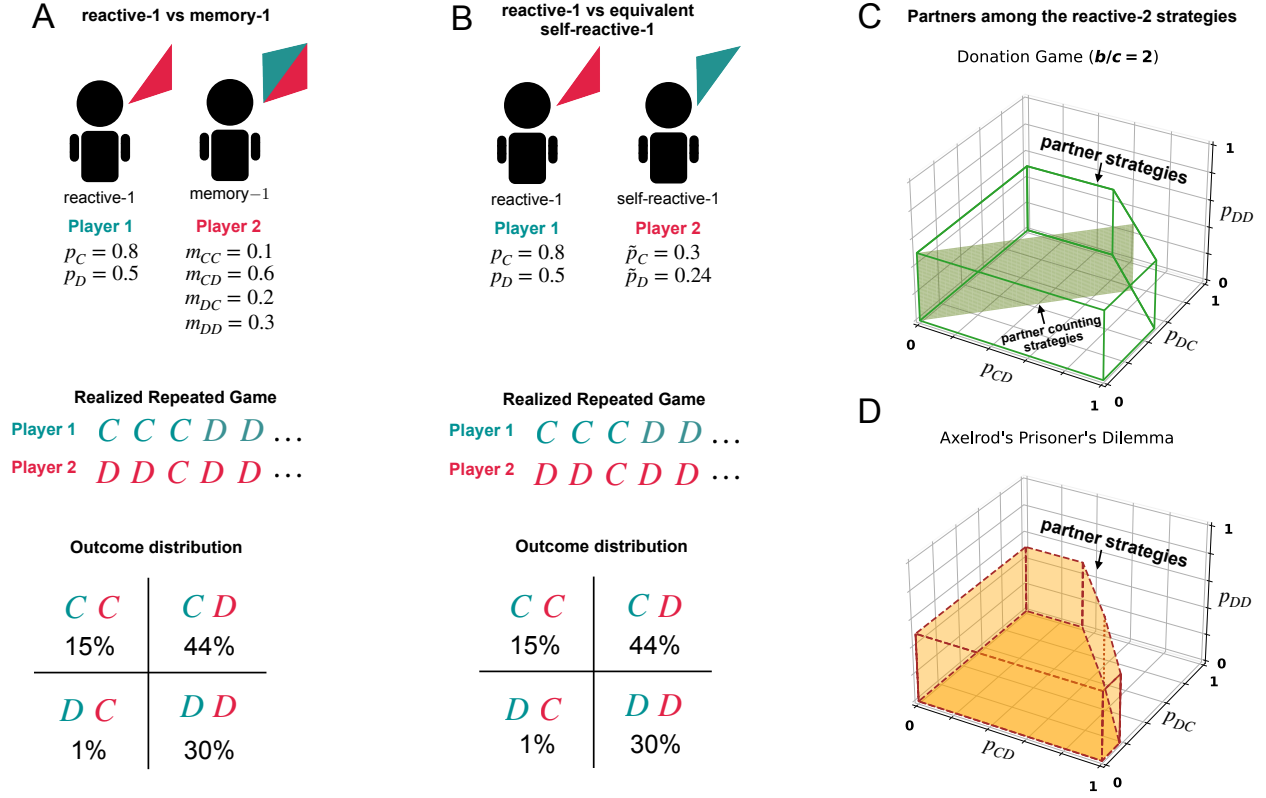 A
reactive-1 vs memory-1
reactive-1
Player 1
p_C = 0.8
p_D = 0.5
memory−1
Player 2
m_CC = 0.1
m_CD = 0.6
m_DC = 0.2
m_DD = 0.3
Realized Repeated Game
Player 1 C C C D D ...
Player 2 D D C D D ...
Outcome distribution
C C C D
15% 44%
D C D D
1% 30%
B
reactive-1 vs equivalent
self-reactive-1
reactive-1
Player 1
p_C = 0.8
p_D = 0.5
self-reactive-1
Player 2
p̃_C = 0.3
p̃_D = 0.24
Realized Repeated Game
Player 1 C C C D D ...
Player 2 D D C D D ...
Outcome distribution
C C C D
15% 44%
D C D D
1% 30%
C
Partners among the reactive-2 strategies
Donation Game (b/c = 2)
partner strategies
partner counting
strategies
1
p_DD
0
1
p_DC
0
0
p_CD
1
D
Axelrod's Prisoner's Dilemma
partner strategies
1
p_DD
0
1
p_DC
0
0
p_CD
1